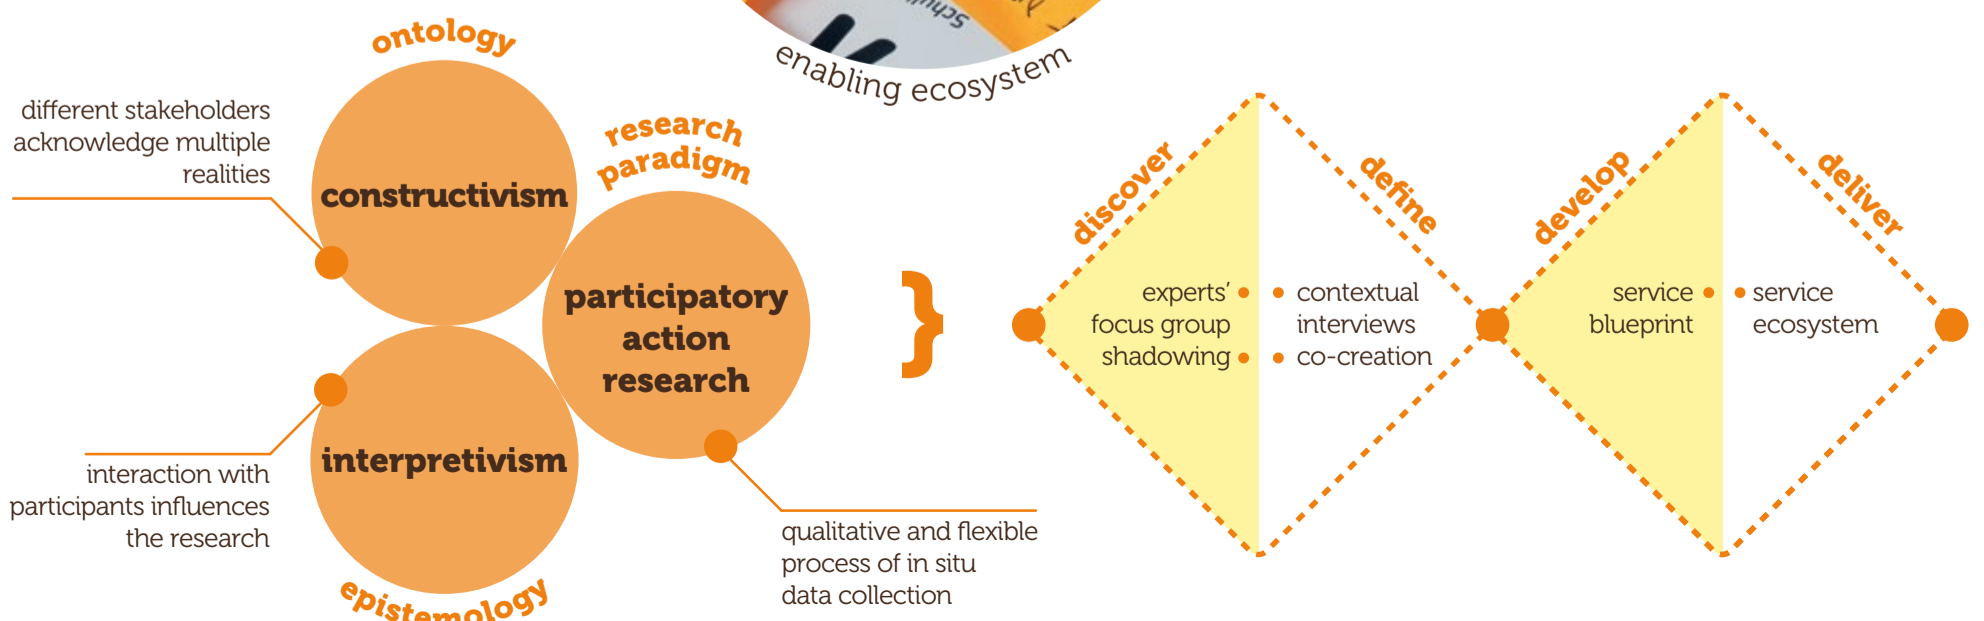 ontology
different stakeholders
acknowledge multiple
realities
constructivism
interpretivism
interaction with
participants influences
the research
epistemology
research
paradigm
participatory
action
research
qualitative and flexible
process of in situ
data collection
enabling ecosystem
}
discover
experts’ •
focus group
shadowing •
define
• contextual
interviews
• co-creation
develop
service •
blueprint
deliver
• service
ecosystem